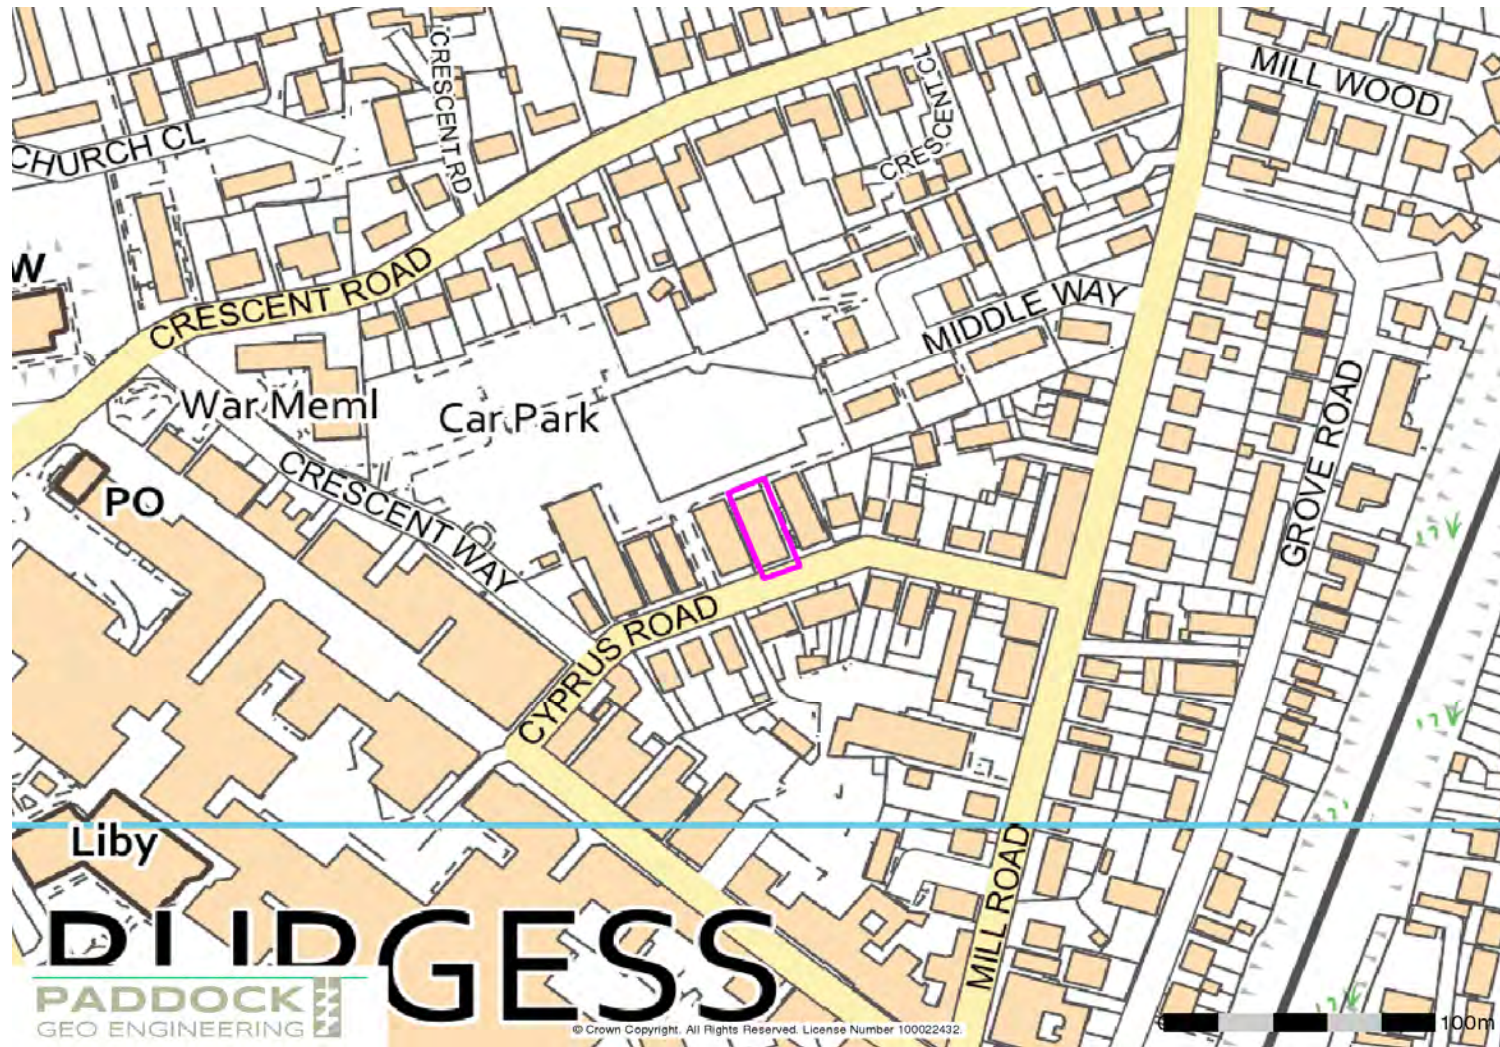 MILL WOOD
CRESCENT RD
CRESCENT CL
CHURCH CL
W
CRESCENT ROAD
MIDDLE WAY
War Meml
Car Park
GROVE ROAD
CRESCENT WAY
PO
CYPRUS ROAD
Liby
MILL ROAD
BURGESS
PADDOCK
GEO ENGINEERING
© Crown Copyright. All Rights Reserved. License Number 100022432.
100m